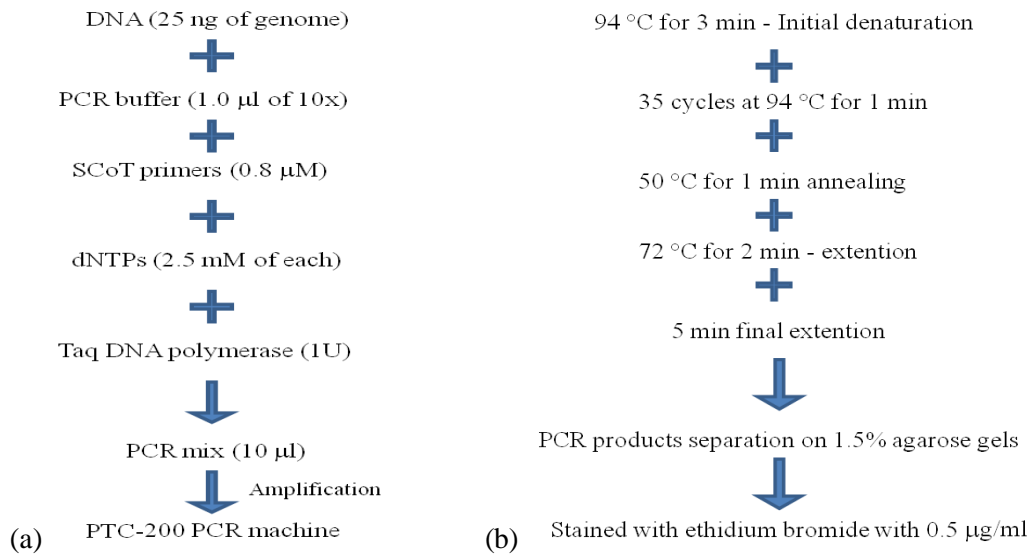 DNA (25 ng of genome)
PCR buffer (1.0 µl of 10x)
SCoT primers (0.8 µM)
dNTPs (2.5 mM of each)
Taq DNA polymerase (1U)
PCR mix (10 µl)
Amplification
(a) PTC-200 PCR machine
94 °C for 3 min - Initial denaturation
35 cycles at 94 °C for 1 min
50 °C for 1 min annealing
72 °C for 2 min - extention
5 min final extention
PCR products separation on 1.5% agarose gels
(b) Stained with ethidium bromide with 0.5 µg/ml